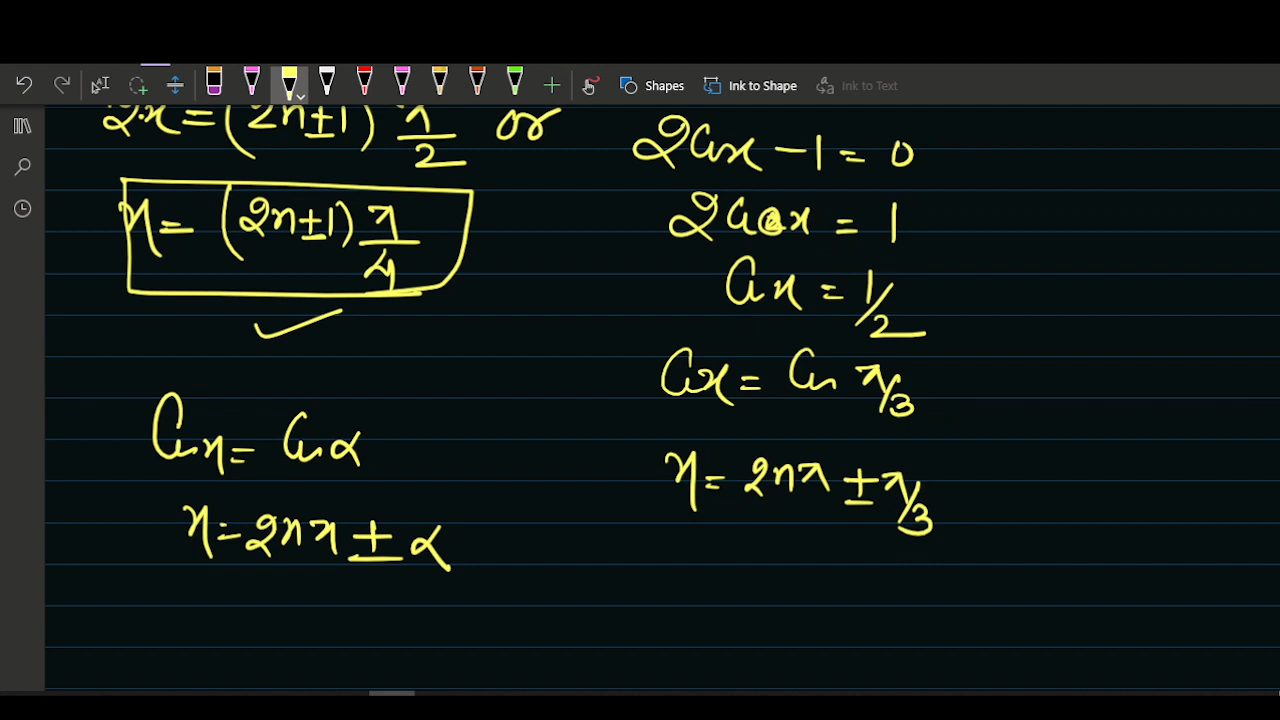 Shapes
Ink to Shape
Ink to Text
2x = (2n ± 1) π/2 or
x = (2n ± 1) π/4
Cos x = Cos α
x = 2nπ ± α
2Cos x - 1 = 0
2Cos x = 1
Cos x = 1/2
Cos x = Cos π/3
x = 2nπ ± π/3